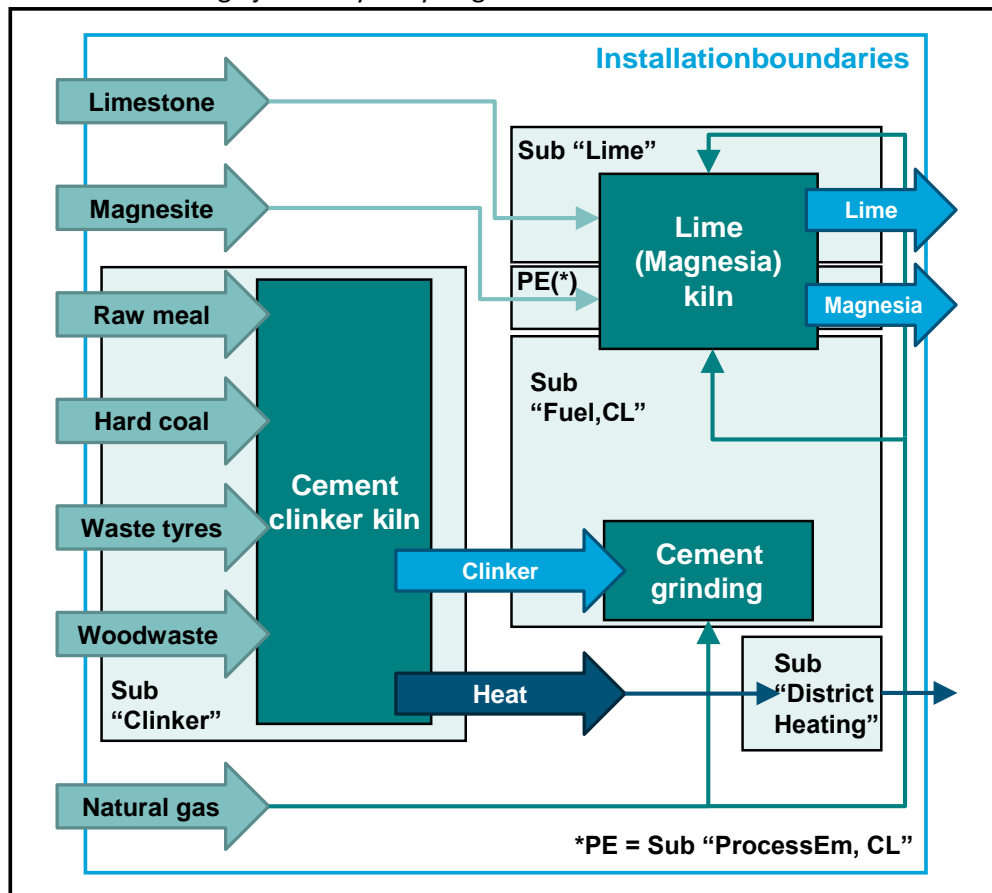 Installationboundaries
Limestone
Magnesite
Raw meal
Hard coal
Waste tyres
Woodwaste
Natural gas
Sub
“Clinker”
Cement
clinker kiln
Clinker
Heat
Sub “Lime”
PE(*)
Lime
(Magnesia)
kiln
Lime
Magnesia
Sub
“Fuel,CL”
Cement
grinding
Sub
“District
Heating”
*PE = Sub “ProcessEm, CL”